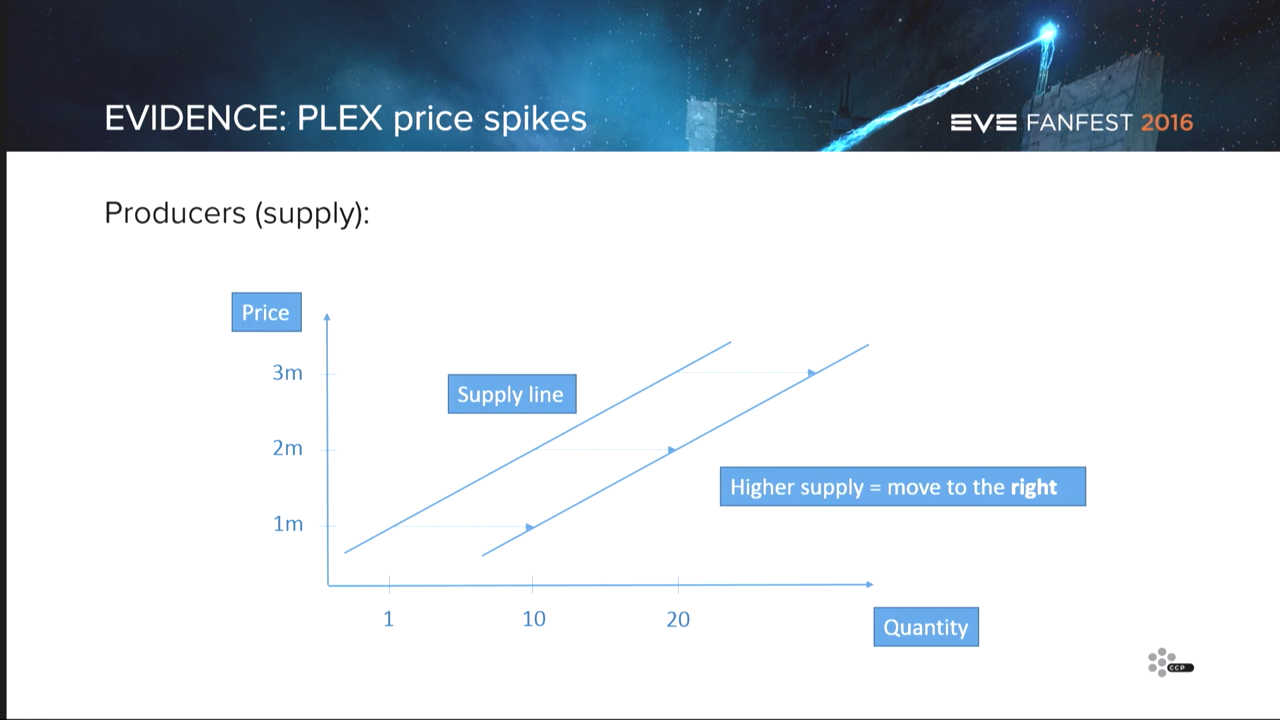 EVIDENCE: PLEX price spikes
EVE FANFEST 2016
Producers (supply):
Price
3m
Supply line
2m
Higher supply = move to the right
1m
1
10
20
Quantity
CCP